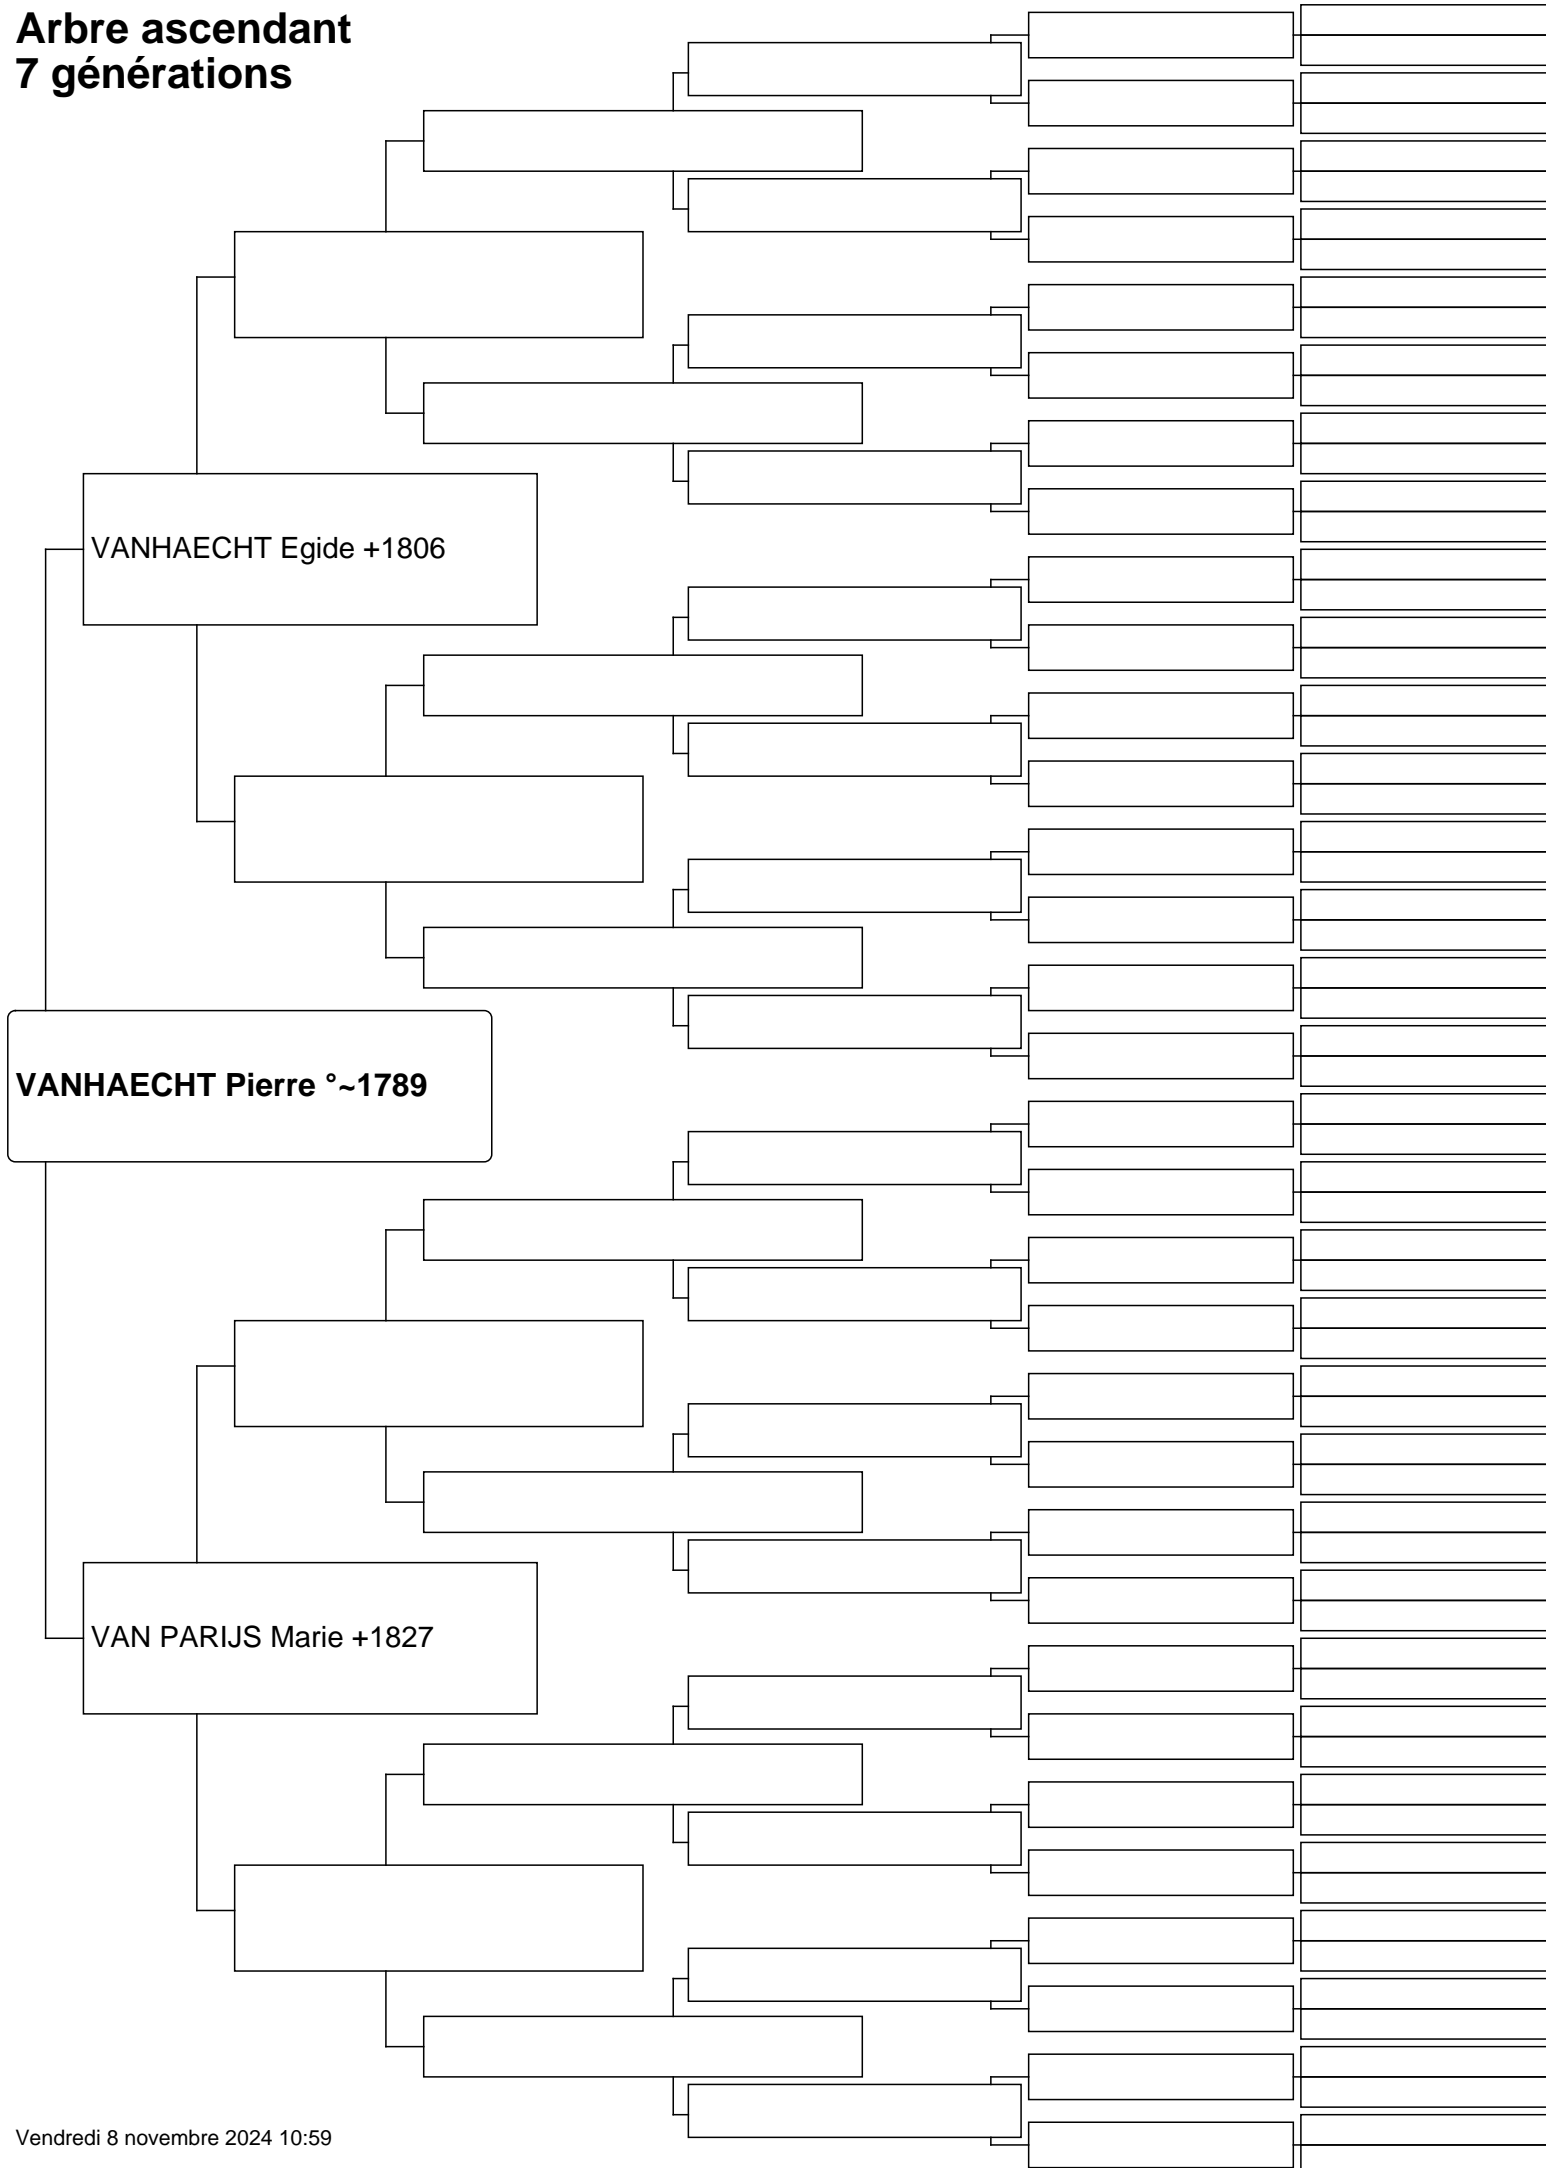 Arbre ascendant
7 générations
VANHAECHT Egide +1806
VANHAECHT Pierre °~1789
VAN PARIJS Marie +1827
Vendredi 8 novembre 2024 10:59